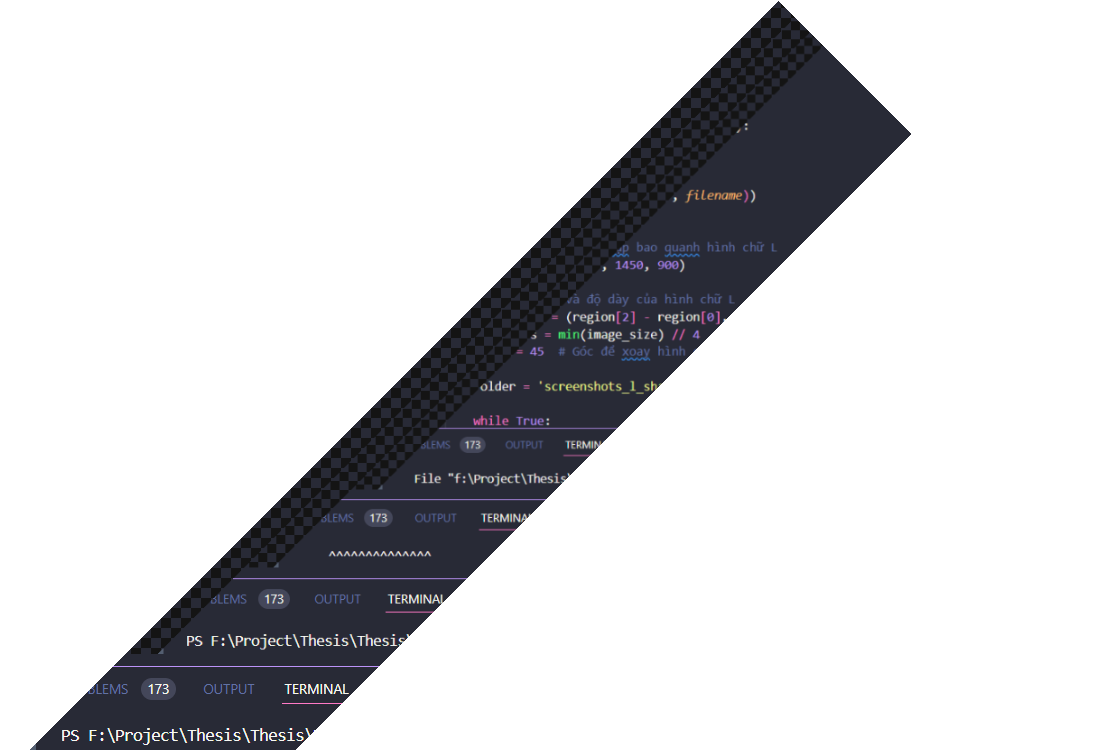 ):
, filename))
bao quanh hình chữ L
, 1450, 900)
và độ dày của hình chữ L
= (region[2] - region[0],
s = min(image_size) // 4
= 45 # Góc để xoay hình
older = 'screenshots_l_sh
while True:
BLEMS 173 OUTPUT TERMIN
File "f:\Project\Thesis\
BLEMS 173 OUTPUT TERMINA
^^^^^^^^^^^^^^
BLEMS 173 OUTPUT TERMINAL
PS F:\Project\Thesis\Thesis\
BLEMS 173 OUTPUT TERMINAL
PS F:\Project\Thesis\Thesis\